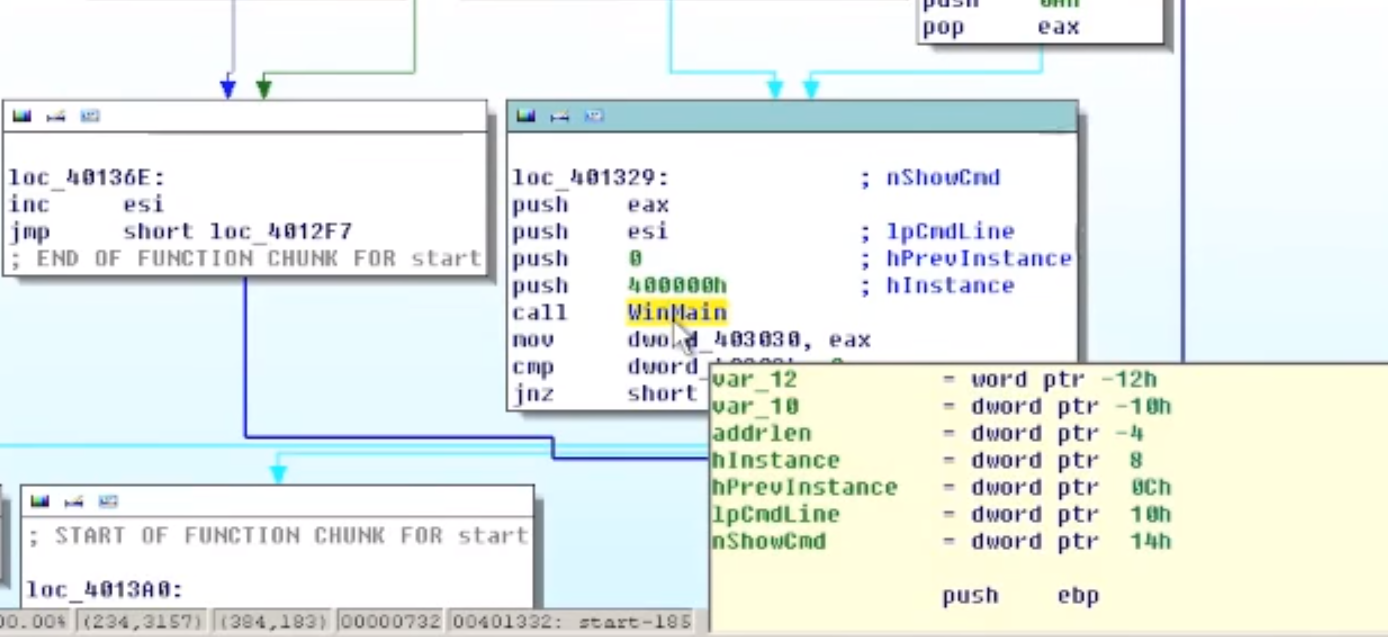 push 0Ah
pop eax
loc_40136E:
inc esi
jmp short loc_4012F7
; END OF FUNCTION CHUNK FOR start
loc_401329: ; nShowCmd
push eax
push esi ; lpCmdLine
push 0 ; hPrevInstance
push 400000h ; hInstance
call WinMain
mov dword_403030, eax
cmp dword_
jnz short
var_12 = word ptr -12h
var_10 = dword ptr -10h
addrlen = dword ptr -4
hInstance = dword ptr 8
hPrevInstance = dword ptr 0Ch
lpCmdLine = dword ptr 10h
nShowCmd = dword ptr 14h
push ebp
; START OF FUNCTION CHUNK FOR start
loc_4013A0:
00.00% (234,3157) (384,183) 00000732 00401332: start-185